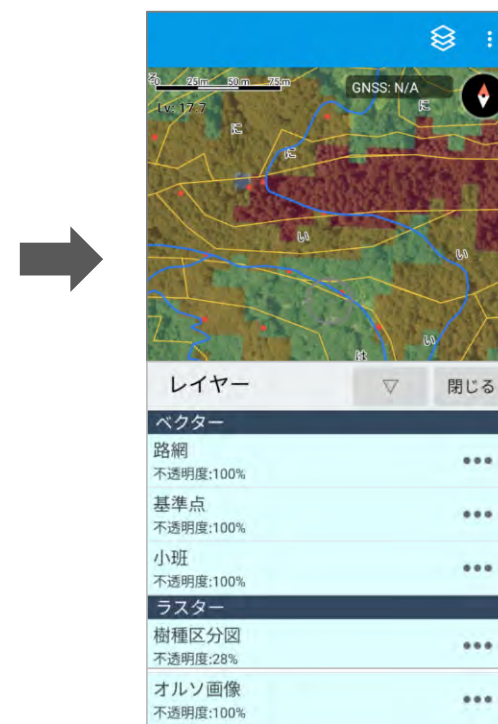 0 25m 50m 75m
GNSS: N/A
Lv: 17.7
に
に
に
い
い
い
は
レイヤー
▽ 閉じる
ベクター
路網
不透明度:100%
基準点
不透明度:100%
小班
不透明度:100%
ラスター
樹種区分図
不透明度:28%
オルソ画像
不透明度:100%